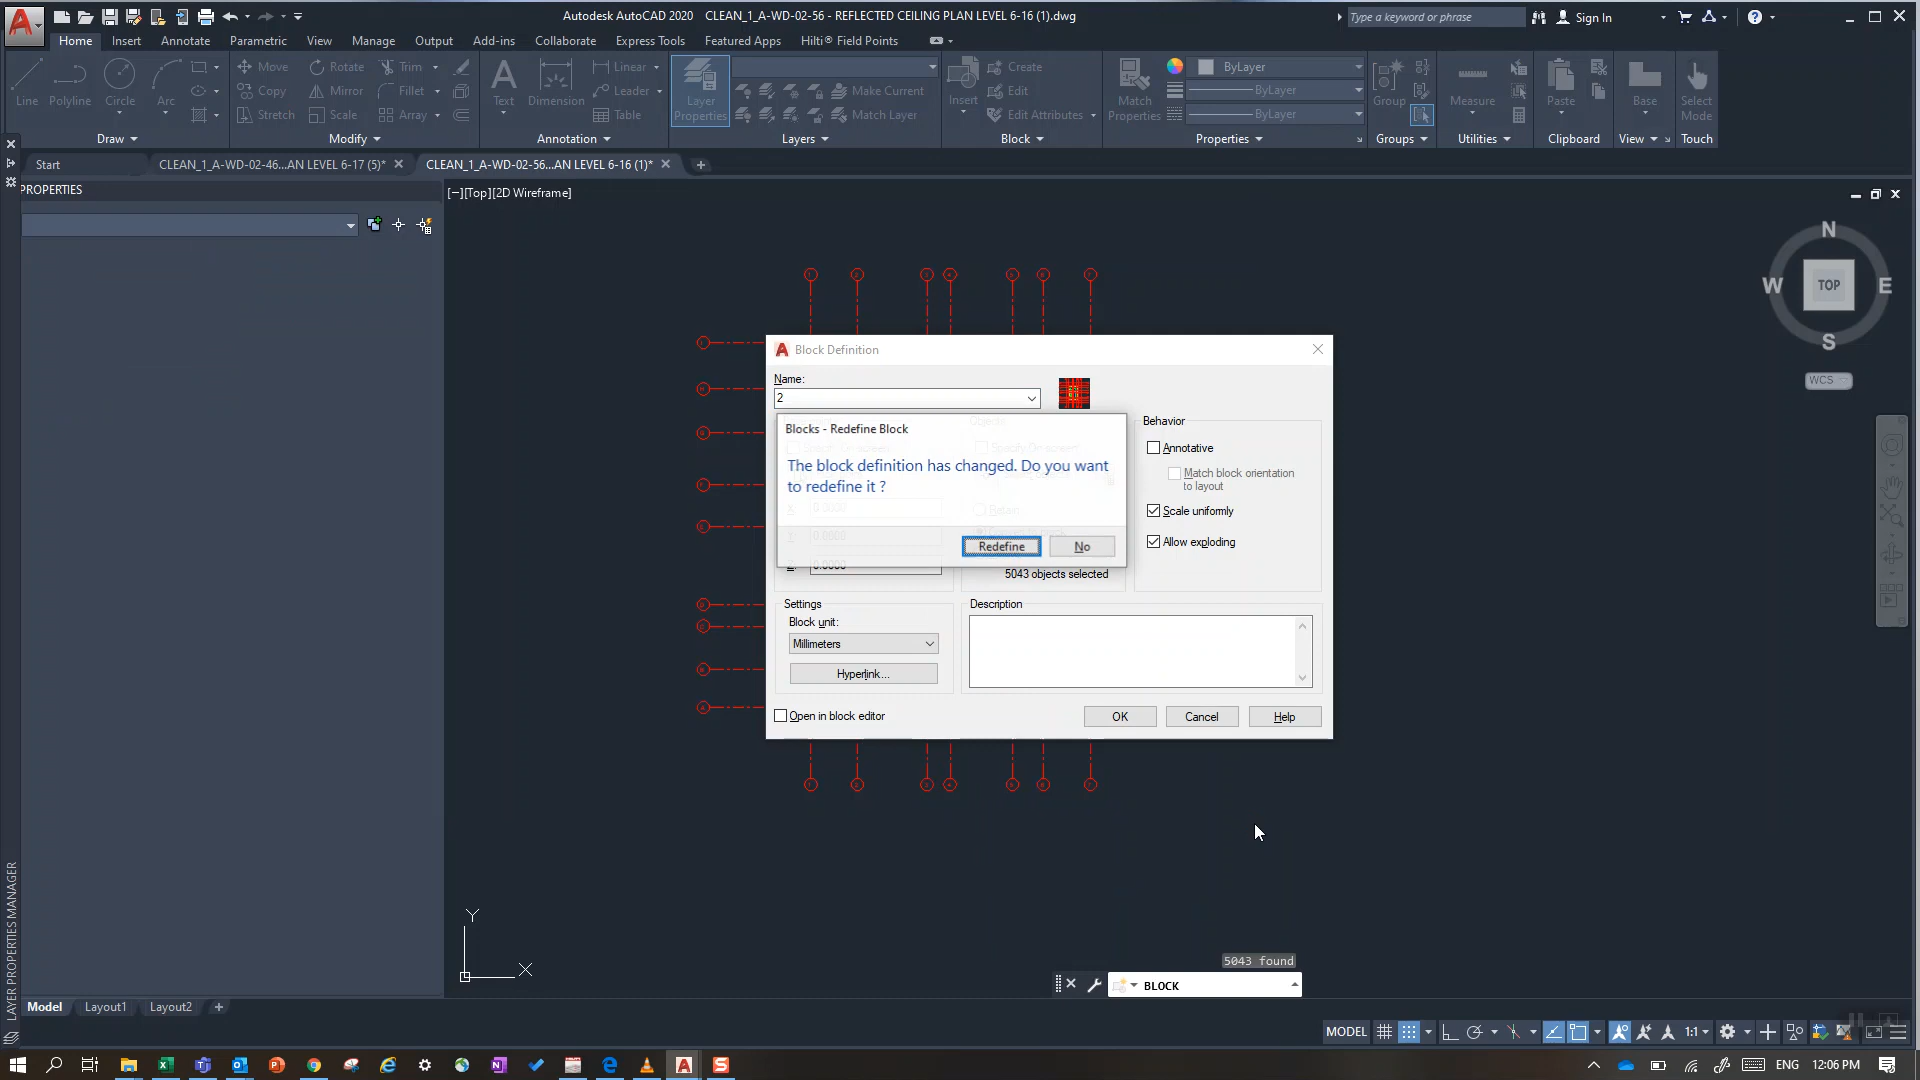 Autodesk AutoCAD 2020 CLEAN_1_A-WD-02-56 - REFLECTED CEILING PLAN LEVEL 6-16 (1).dwg
Type a keyword or phrase
Sign In
Home Insert Annotate Parametric View Manage Output Add-ins Collaborate Express Tools Featured Apps Hilti® Field Points
Line Polyline Circle Arc
Move Rotate Trim
Copy Mirror Fillet
Stretch Scale Array
Text Dimension
Linear
Leader
Table
Layer Properties
Make Current
Match Layer
Insert
Create
Edit
Edit Attributes
Match Properties
ByLayer
ByLayer
ByLayer
Group Measure Paste Base Select Mode
Draw Modify Annotation Layers Block Properties Groups Utilities Clipboard View Touch
Start CLEAN_1_A-WD-02-46...AN LEVEL 6-17 (5)* CLEAN_1_A-WD-02-56...AN LEVEL 6-16 (1)*
PROPERTIES
[−][Top][2D Wireframe]
N
W TOP E
S
WCS
Block Definition
Name:
2
Blocks - Redefine Block
The block definition has changed. Do you want
to redefine it ?
Redefine No
0.0000
5043 objects selected
Behavior
Annotative
Match block orientation
to layout
Scale uniformly
Allow exploding
Settings
Block unit:
Millimeters
Hyperlink...
Description
Open in block editor
OK Cancel Help
Y
X
5043 found
BLOCK
LAYER PROPERTIES MANAGER
Model Layout1 Layout2
MODEL 1:1
ENG 12:06 PM